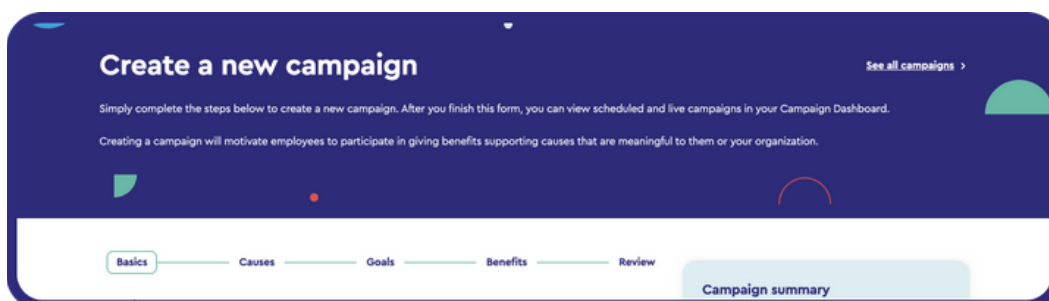 Create a new campaign
See all campaigns >
Simply complete the steps below to create a new campaign. After you finish this form, you can view scheduled and live campaigns in your Campaign Dashboard.
Creating a campaign will motivate employees to participate in giving benefits supporting causes that are meaningful to them or your organization.
Basics Causes Goals Benefits Review
Campaign summary